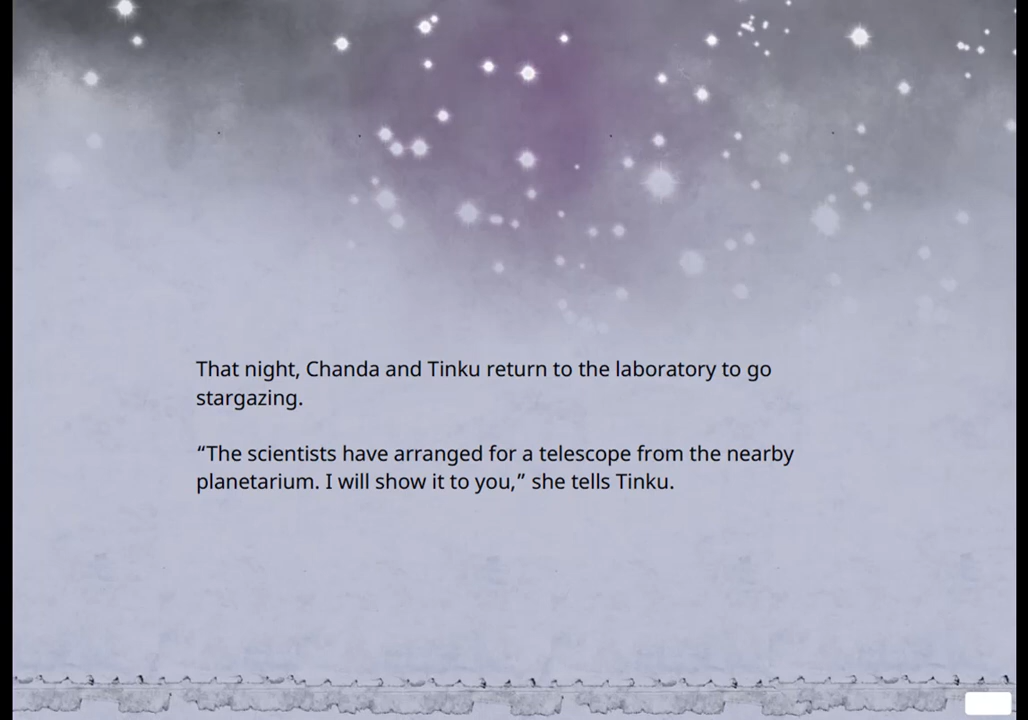 That night, Chanda and Tinku return to the laboratory to go
stargazing.
“The scientists have arranged for a telescope from the nearby
planetarium. I will show it to you,” she tells Tinku.